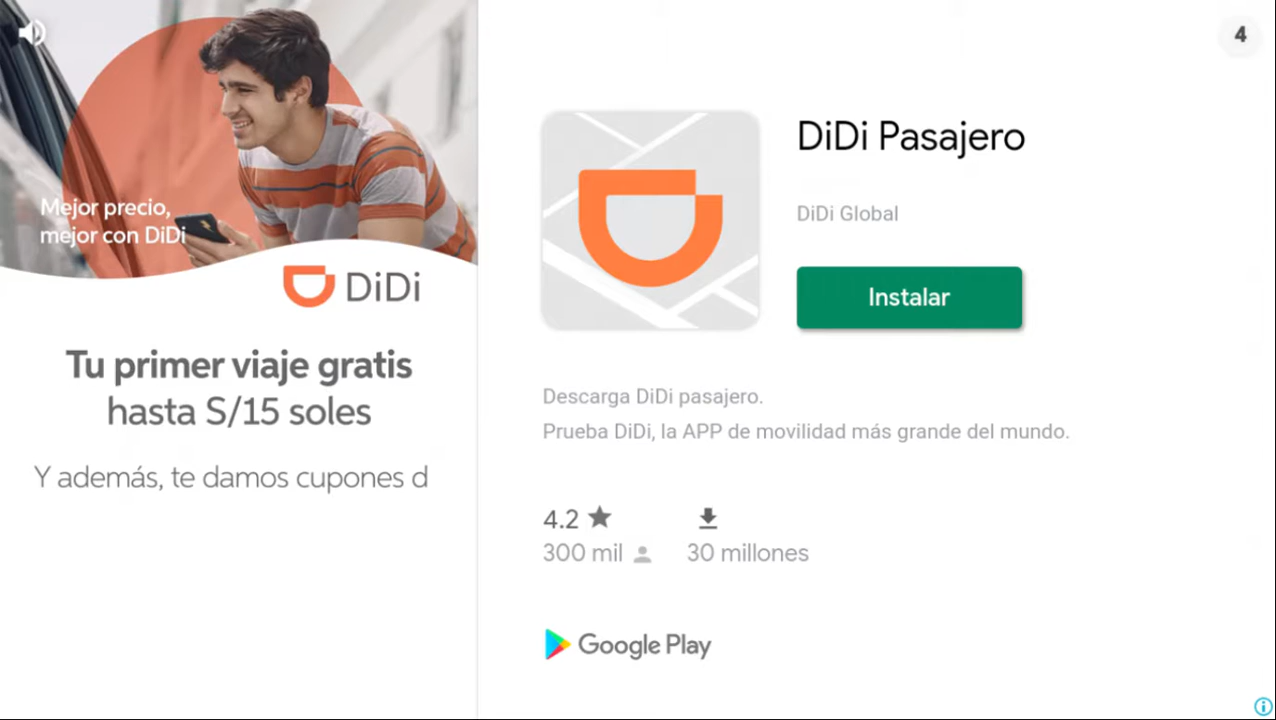 Mejor precio,
mejor con DiDi
DiDi
Tu primer viaje gratis
hasta S/15 soles
Y además, te damos cupones d
4
DiDi Pasajero
DiDi Global
Instalar
Descarga DiDi pasajero.
Prueba DiDi, la APP de movilidad más grande del mundo.
4.2
300 mil
30 millones
Google Play